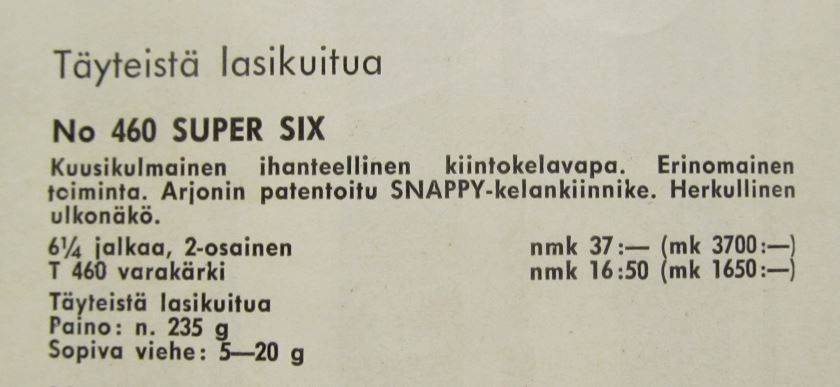 Täyteistä lasikuitua
No 460 SUPER SIX
Kuusikulmainen ihanteellinen kiintokelavapa. Erinomainen
toiminta. Arjonin patentoitu SNAPPY-kelankiinnike. Herkullinen
ulkonäkö.
6¼ jalkaa, 2-osainen nmk 37:— (mk 3700:—)
T 460 varakärki nmk 16:50 (mk 1650:—)
Täyteistä lasikuitua
Paino: n. 235 g
Sopiva viehe: 5—20 g